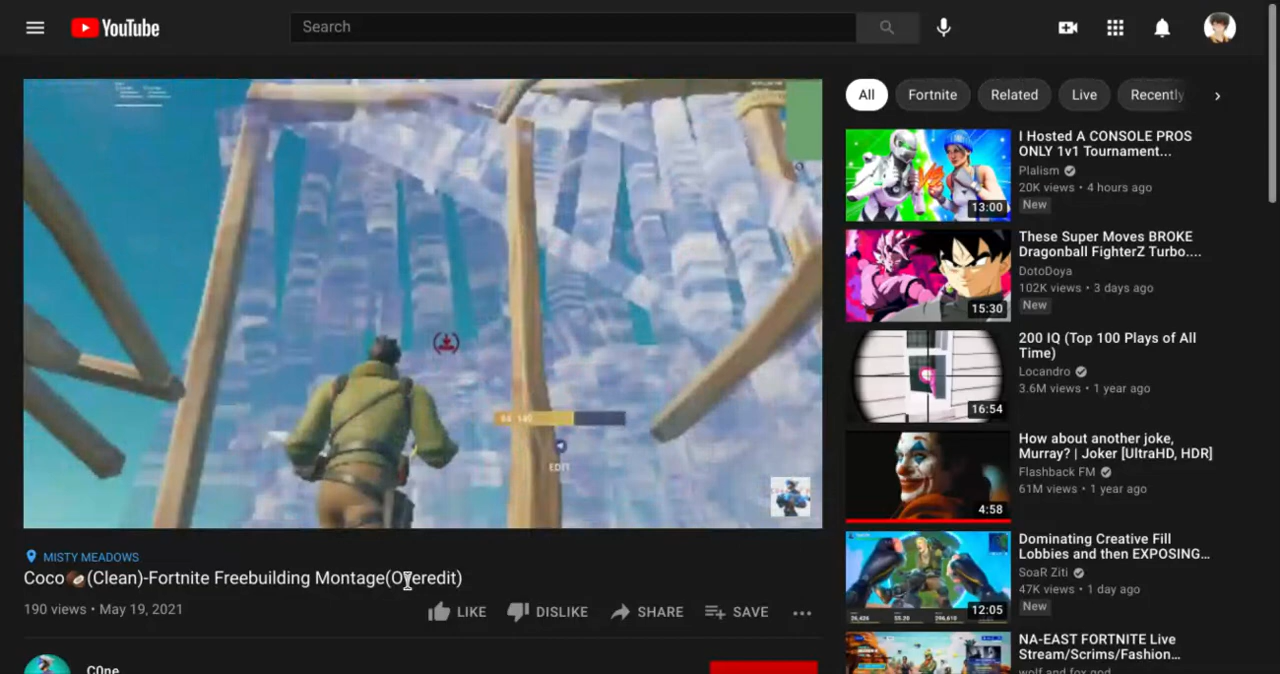 YouTube
Search
All
Fortnite
Related
Live
Recently
EDIT
MISTY MEADOWS
Coco🥥(Clean)-Fortnite Freebuilding Montage(Overedit)
190 views • May 19, 2021
LIKE
DISLIKE
SHARE
SAVE
C0ne
I Hosted A CONSOLE PROS
ONLY 1v1 Tournament...
Plalism
20K views • 4 hours ago
New
13:00
These Super Moves BROKE
Dragonball FighterZ Turbo....
DotoDoya
102K views • 3 days ago
New
15:30
200 IQ (Top 100 Plays of All
Time)
Locandro
3.6M views • 1 year ago
16:54
How about another joke,
Murray? | Joker [UltraHD, HDR]
Flashback FM
61M views • 1 year ago
4:58
Dominating Creative Fill
Lobbies and then EXPOSING...
SoaR Ziti
47K views • 1 day ago
New
12:05
NA-EAST FORTNITE Live
Stream/Scrims/Fashion...
wolf and fox god